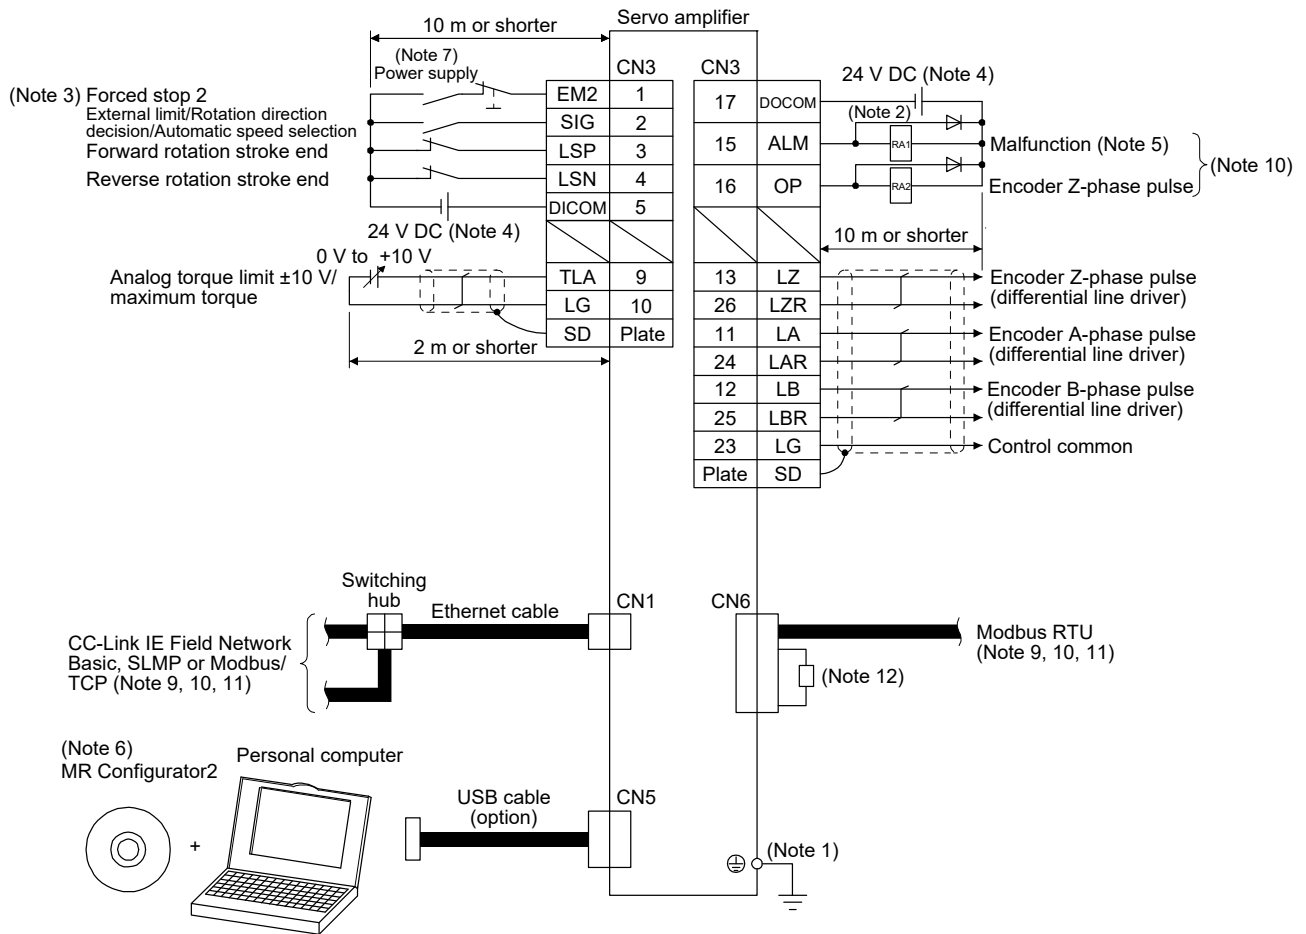 Servo amplifier
10 m or shorter
(Note 7)
Power supply
CN3
CN3
24 V DC (Note 4)
(Note 3) Forced stop 2
EM2 1
17 DOCOM
(Note 2)
External limit/Rotation direction
decision/Automatic speed selection
SIG 2
15 ALM
RA1
Malfunction (Note 5)
Forward rotation stroke end
LSP 3
(Note 10)
Reverse rotation stroke end
LSN 4
16 OP
RA2
Encoder Z-phase pulse
DICOM 5
24 V DC (Note 4)
10 m or shorter
0 V to +10 V
Analog torque limit ±10 V/
maximum torque
TLA 9
LG 10
SD Plate
2 m or shorter
13 LZ
Encoder Z-phase pulse
26 LZR
(differential line driver)
11 LA
Encoder A-phase pulse
24 LAR
(differential line driver)
12 LB
Encoder B-phase pulse
25 LBR
(differential line driver)
23 LG
Control common
Plate SD
Switching
hub
Ethernet cable
CN1
CN6
CC-Link IE Field Network
Basic, SLMP or Modbus/
TCP (Note 9, 10, 11)
Modbus RTU
(Note 9, 10, 11)
(Note 12)
(Note 6)
MR Configurator2
Personal computer
+
USB cable
(option)
CN5
(Note 1)